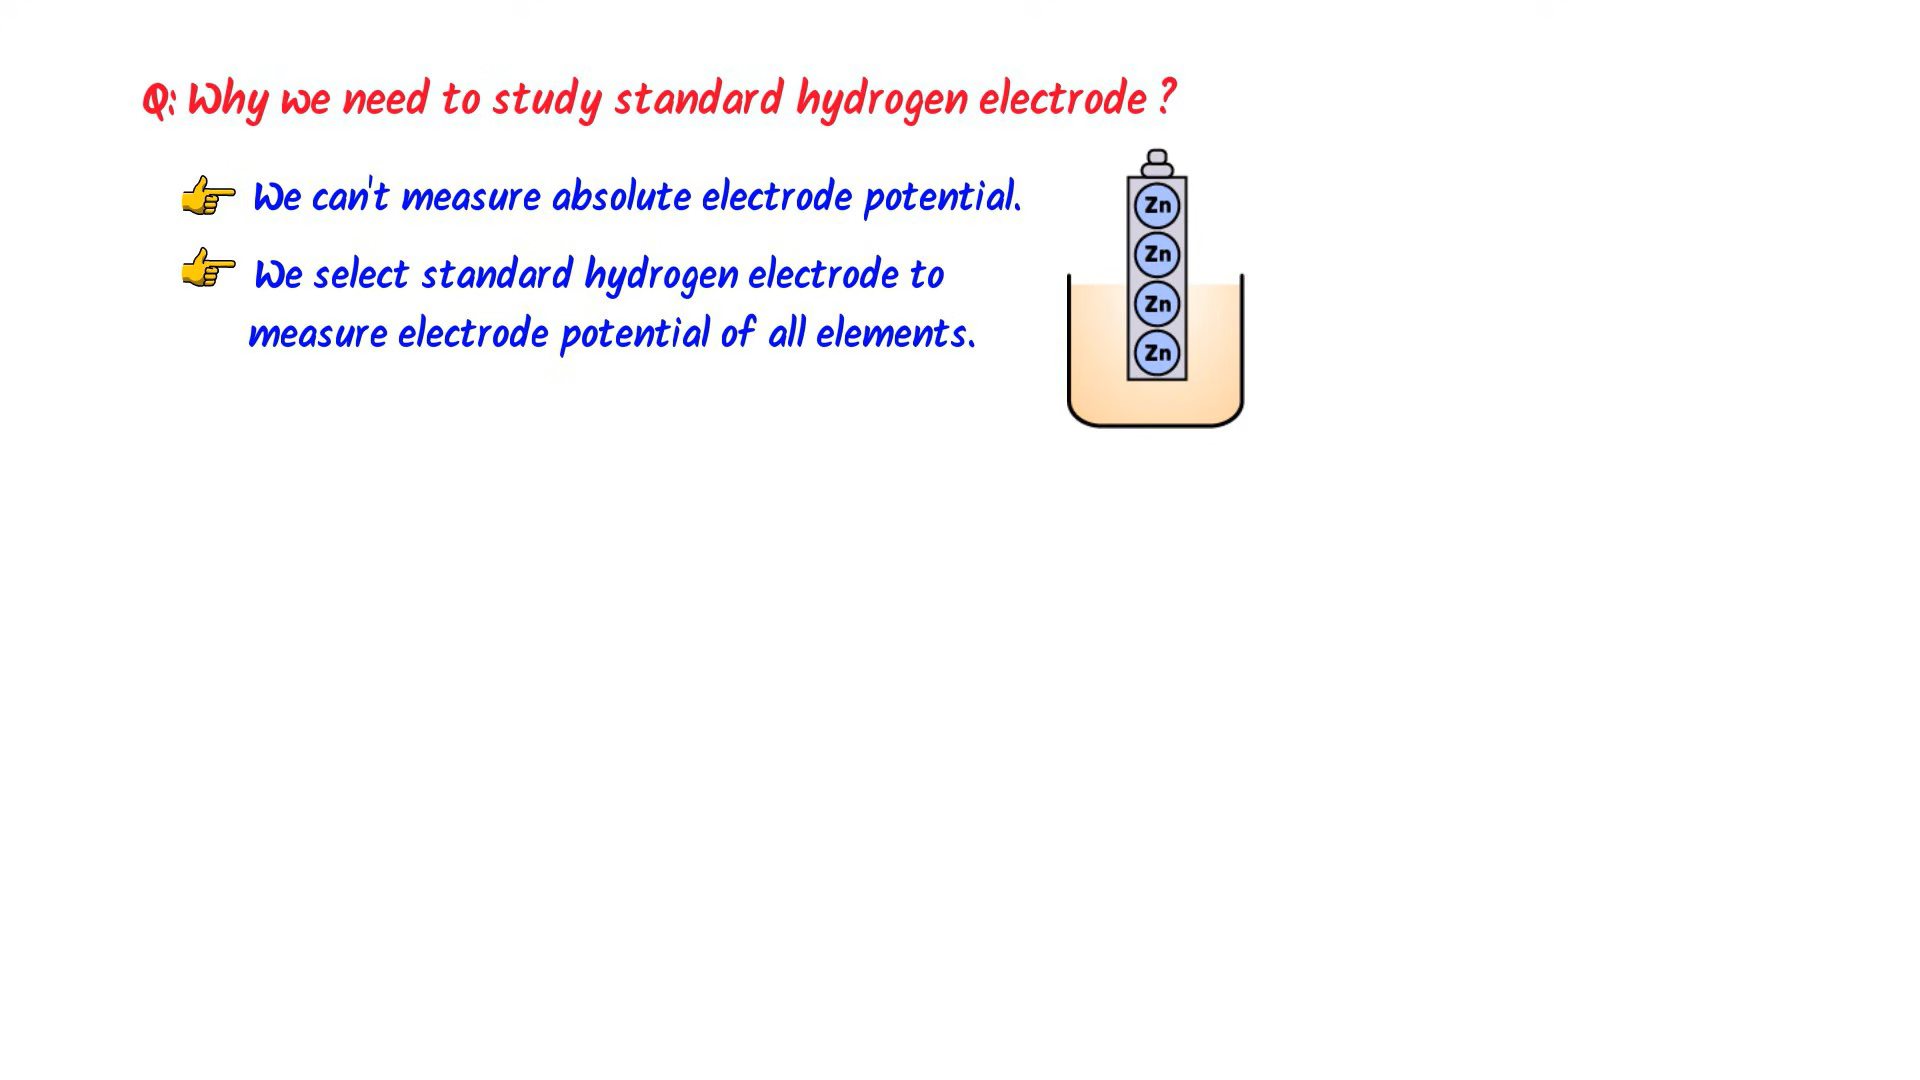 Q: Why we need to study standard hydrogen electrode ?
We can't measure absolute electrode potential.
We select standard hydrogen electrode to
measure electrode potential of all elements.
Zn
Zn
Zn
Zn